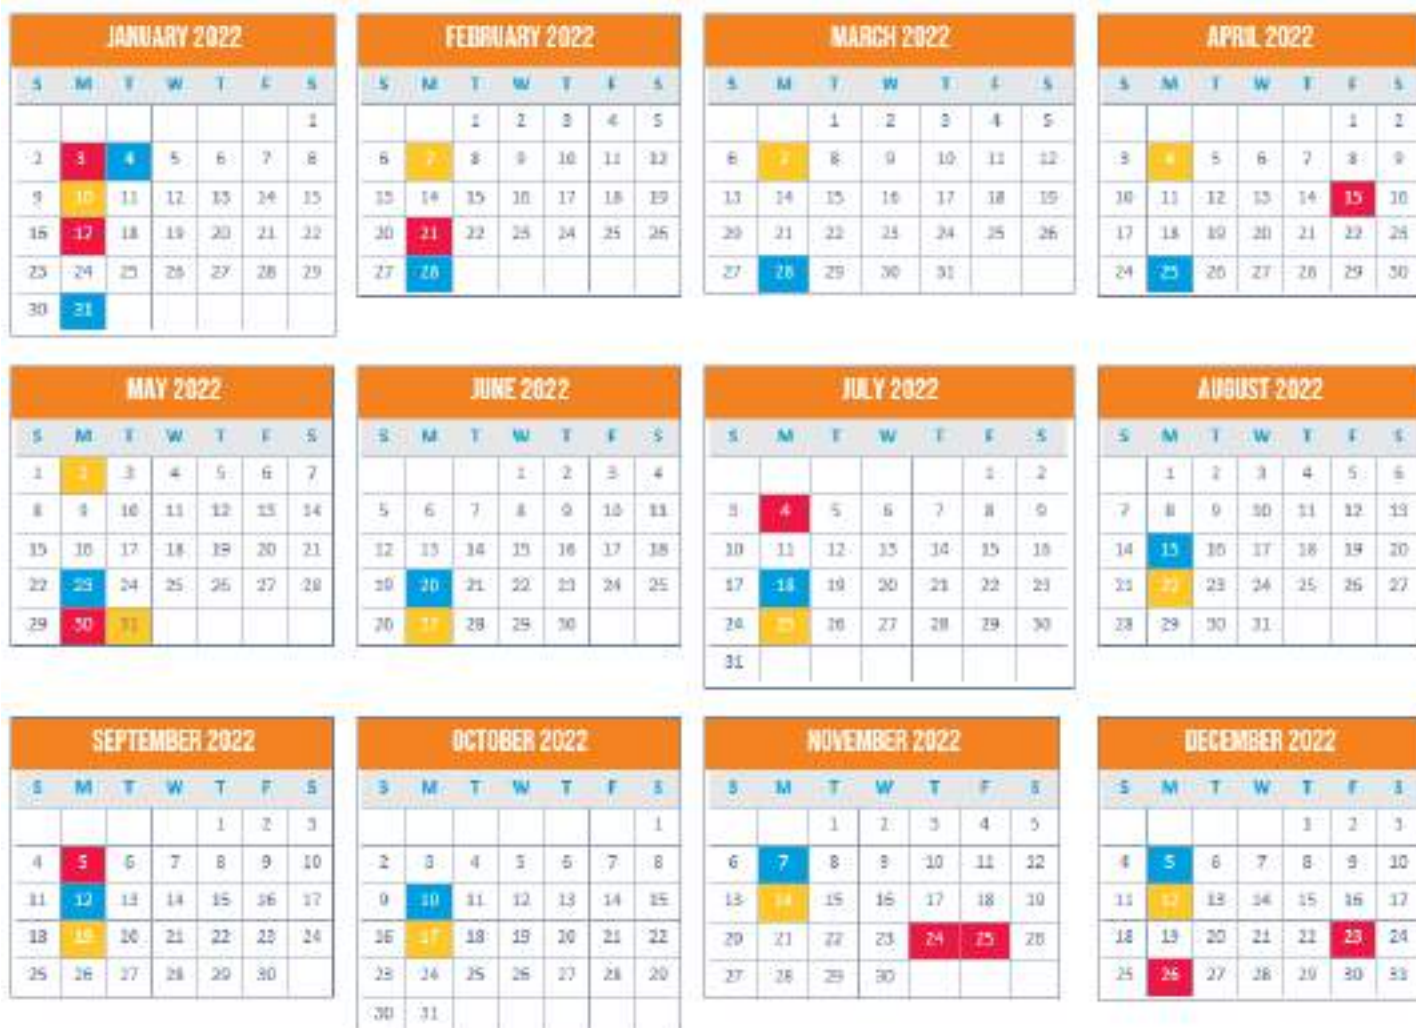 JANUARY 2022
S M T W T F S
1
2 3 4 5 6 7 8
9 10 11 12 13 14 15
16 17 18 19 20 21 22
23 24 25 26 27 28 29
30 31
FEBRUARY 2022
S M T W T F S
1 2 3 4 5
6 7 8 9 10 11 12
13 14 15 16 17 18 19
20 21 22 23 24 25 26
27 28
MARCH 2022
S M T W T F S
1 2 3 4 5
6 7 8 9 10 11 12
13 14 15 16 17 18 19
20 21 22 23 24 25 26
27 28 29 30 31
APRIL 2022
S M T W T F S
1 2
3 4 5 6 7 8 9
10 11 12 13 14 15 16
17 18 19 20 21 22 23
24 25 26 27 28 29 30
MAY 2022
S M T W T F S
1 2 3 4 5 6 7
8 9 10 11 12 13 14
15 16 17 18 19 20 21
22 23 24 25 26 27 28
29 30 31
JUNE 2022
S M T W T F S
1 2 3 4
5 6 7 8 9 10 11
12 13 14 15 16 17 18
19 20 21 22 23 24 25
26 27 28 29 30
JULY 2022
S M T W T F S
1 2
3 4 5 6 7 8 9
10 11 12 13 14 15 16
17 18 19 20 21 22 23
24 25 26 27 28 29 30
31
AUGUST 2022
S M T W T F S
1 2 3 4 5 6
7 8 9 10 11 12 13
14 15 16 17 18 19 20
21 22 23 24 25 26 27
28 29 30 31
SEPTEMBER 2022
S M T W T F S
1 2 3
4 5 6 7 8 9 10
11 12 13 14 15 16 17
18 19 20 21 22 23 24
25 26 27 28 29 30
OCTOBER 2022
S M T W T F S
1
2 3 4 5 6 7 8
9 10 11 12 13 14 15
16 17 18 19 20 21 22
23 24 25 26 27 28 29
30 31
NOVEMBER 2022
S M T W T F S
1 2 3 4 5
6 7 8 9 10 11 12
13 14 15 16 17 18 19
20 21 22 23 24 25 26
27 28 29 30
DECEMBER 2022
S M T W T F S
1 2 3
4 5 6 7 8 9 10
11 12 13 14 15 16 17
18 19 20 21 22 23 24
25 26 27 28 29 30 31